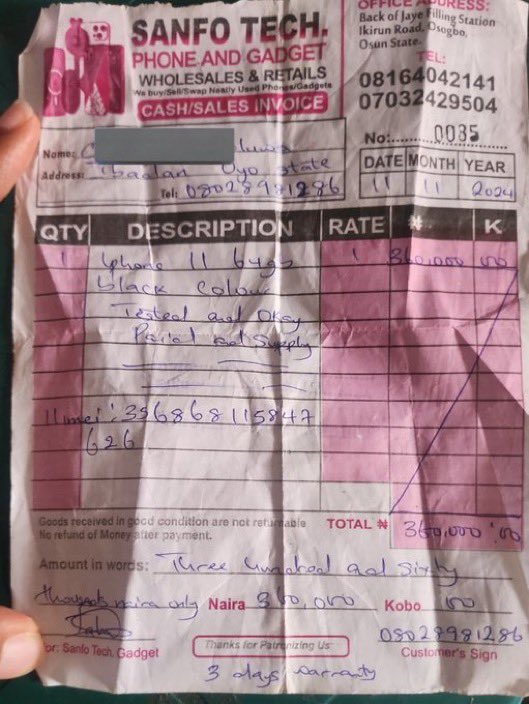 SANFO TECH.
PHONE AND GADGET
WHOLESALES & RETAILS
We buy/Sell/Swap Neatly Used Phones/Gadgets
CASH/SALES INVOICE
OFFICE ADDRESS:
Back of Jaye Filling Station
Ikirun Road, Osogbo,
Osun State.
TEL:
08164042141
07032429504
No:......0035
Name:
Address: Ibadan Oyo State
Tel: 08028981286
DATE MONTH YEAR
11 11 2024
QTY DESCRIPTION RATE ₦ K
1 iphone 11 64gb 1 360,000 00
black colour
Tested and Okay
Paid and Supply
Imei: 356868115847
626
Goods received in good condition are not returnable
No refund of Money after payment.
TOTAL ₦ 360,000:00
Amount in words: Three Hundred and Sixty
thousand naira only Naira 360,000 Kobo 00
For: Sanfo Tech. Gadget
Thanks for Patronizing Us
08028981286
Customer's Sign
3 days warranty